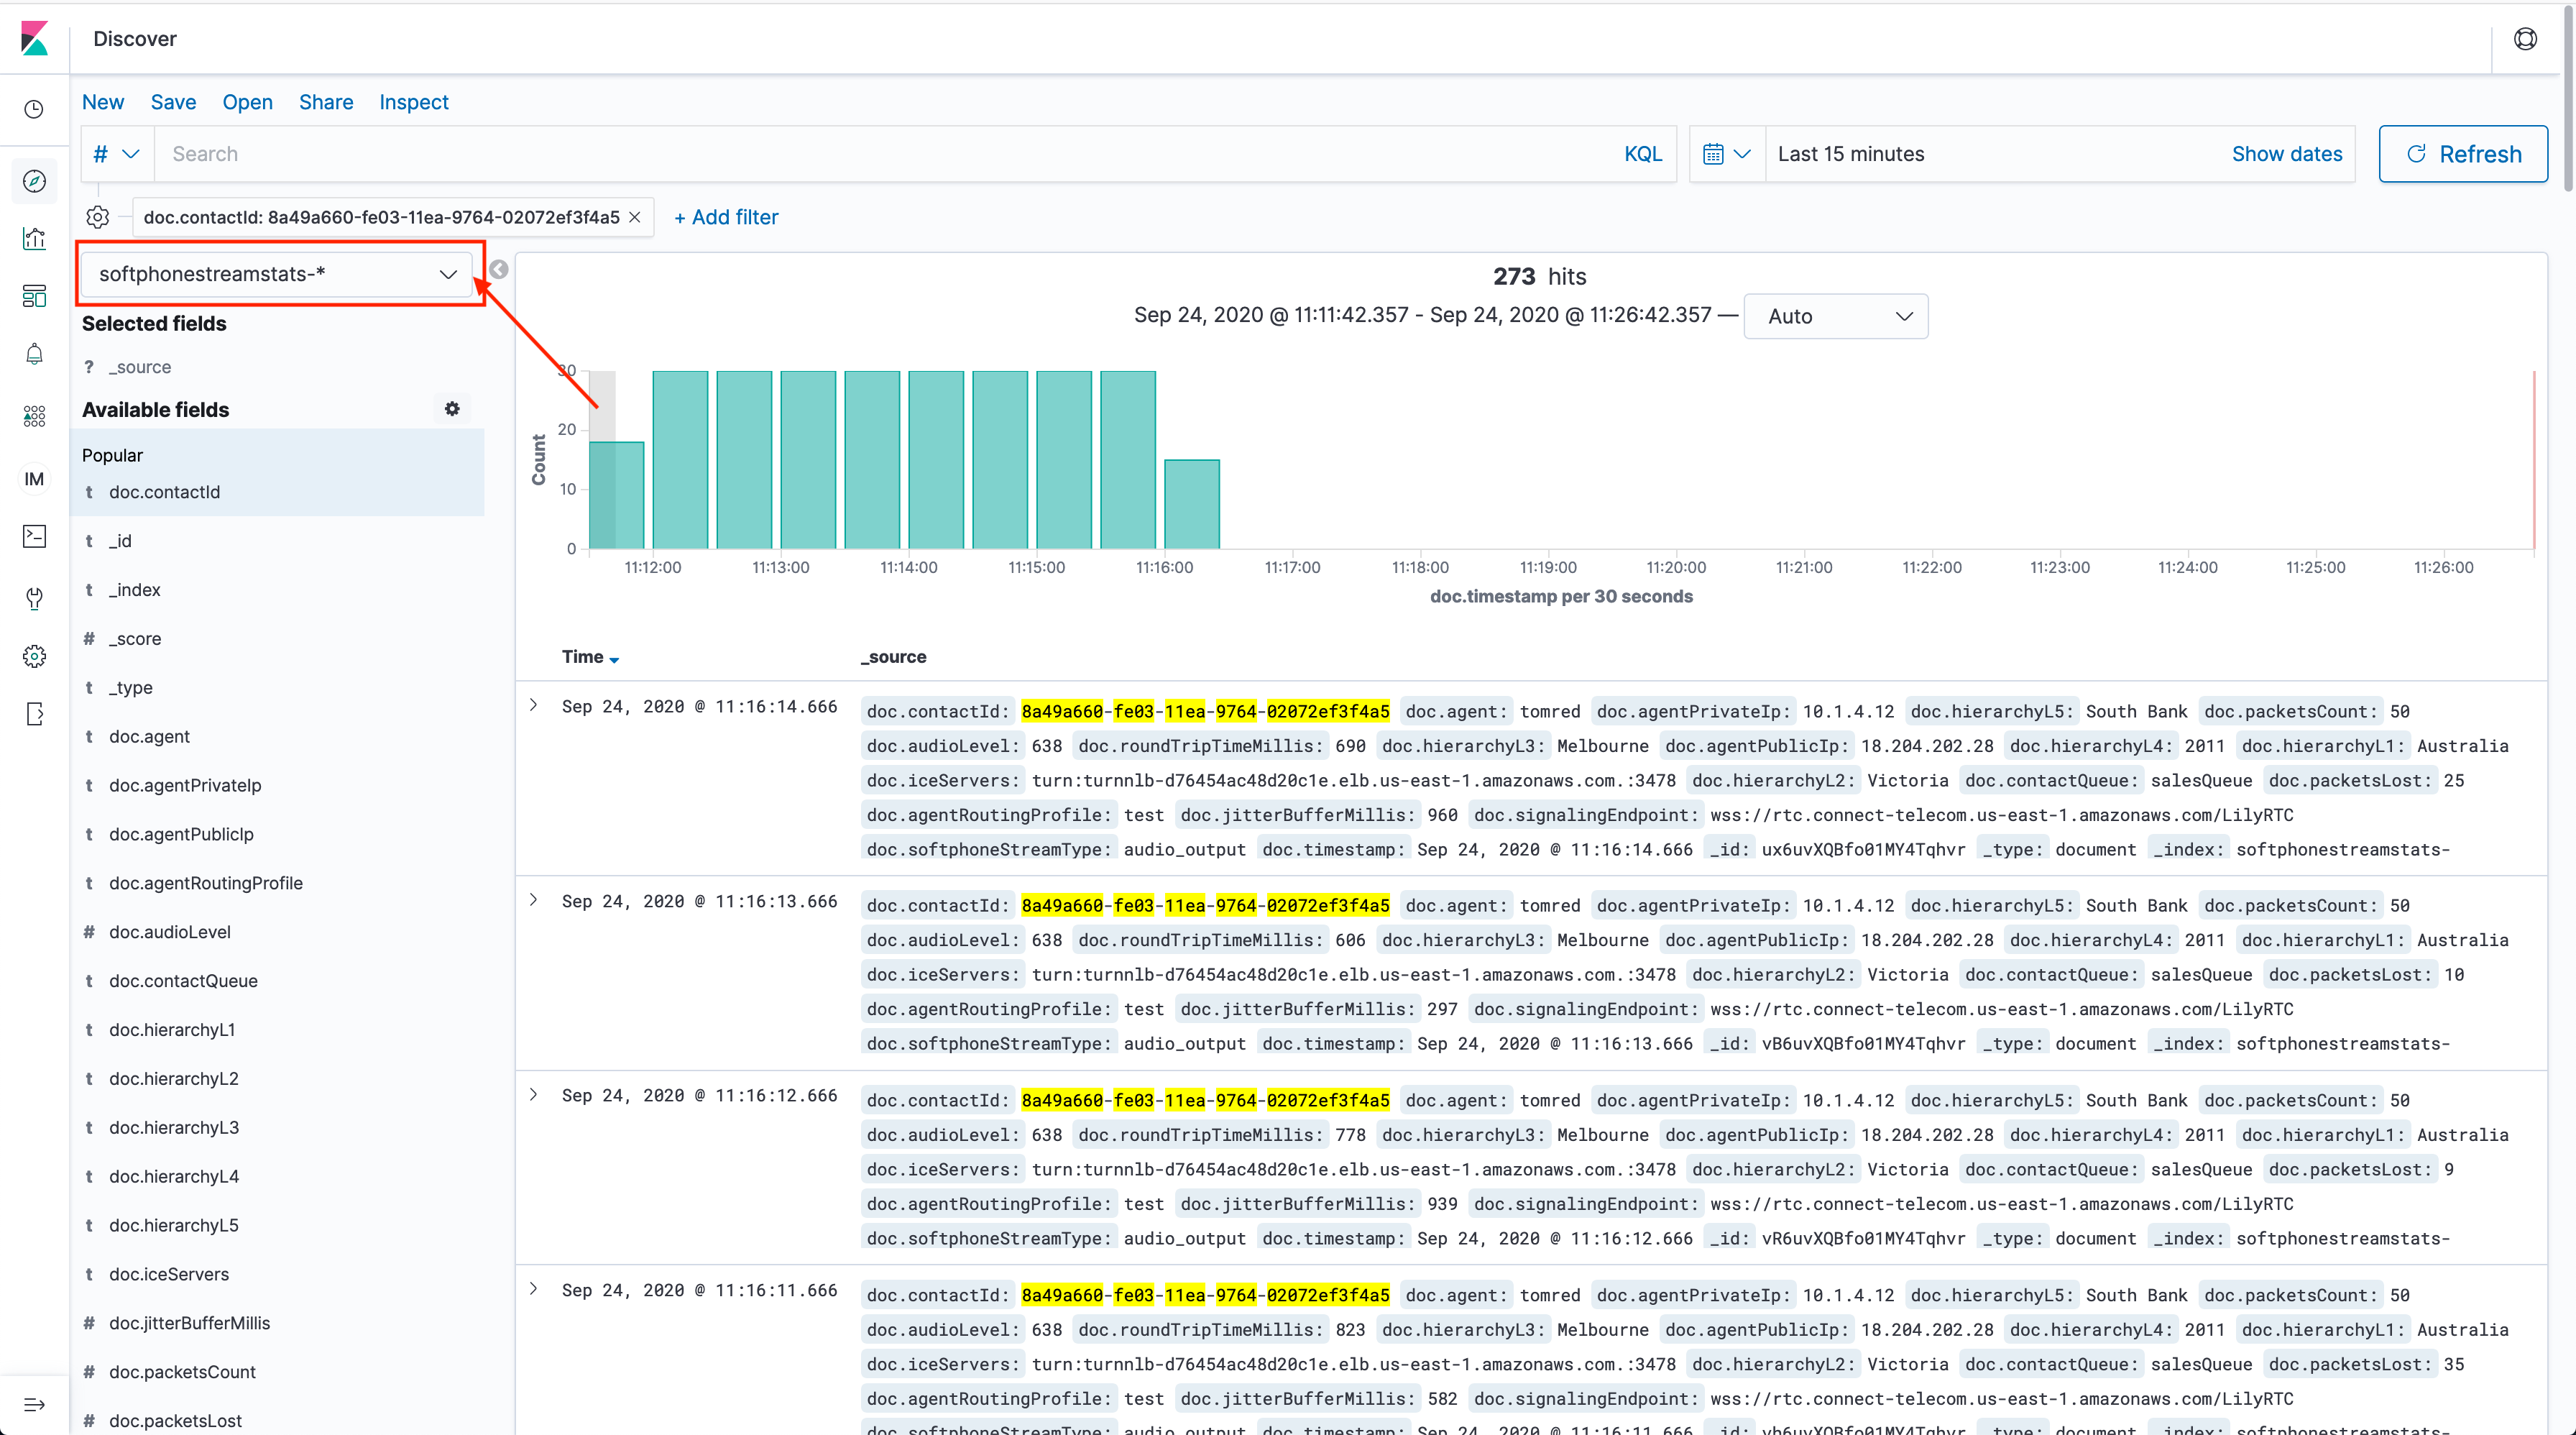 Discover
New Save Open Share Inspect
# Search KQL Last 15 minutes Show dates Refresh
doc.contactId: 8a49a660-fe03-11ea-9764-02072ef3f4a5 × + Add filter
softphonestreamstats-*
Selected fields
? _source
Available fields
Popular
t doc.contactId
t _id
t _index
# _score
t _type
t doc.agent
t doc.agentPrivateIp
t doc.agentPublicIp
t doc.agentRoutingProfile
# doc.audioLevel
t doc.contactQueue
t doc.hierarchyL1
t doc.hierarchyL2
t doc.hierarchyL3
t doc.hierarchyL4
t doc.hierarchyL5
t doc.iceServers
# doc.jitterBufferMillis
# doc.packetsCount
# doc.packetsLost
IM
273 hits
Sep 24, 2020 @ 11:11:42.357 - Sep 24, 2020 @ 11:26:42.357 — Auto
Count
30
20
10
0
11:12:00 11:13:00 11:14:00 11:15:00 11:16:00 11:17:00 11:18:00 11:19:00 11:20:00 11:21:00 11:22:00 11:23:00 11:24:00 11:25:00 11:26:00
doc.timestamp per 30 seconds
Time _source
Sep 24, 2020 @ 11:16:14.666 doc.contactId: 8a49a660-fe03-11ea-9764-02072ef3f4a5 doc.agent: tomred doc.agentPrivateIp: 10.1.4.12 doc.hierarchyL5: South Bank doc.packetsCount: 50
doc.audioLevel: 638 doc.roundTripTimeMillis: 690 doc.hierarchyL3: Melbourne doc.agentPublicIp: 18.204.202.28 doc.hierarchyL4: 2011 doc.hierarchyL1: Australia
doc.iceServers: turn:turnnlb-d76454ac48d20c1e.elb.us-east-1.amazonaws.com.:3478 doc.hierarchyL2: Victoria doc.contactQueue: salesQueue doc.packetsLost: 25
doc.agentRoutingProfile: test doc.jitterBufferMillis: 960 doc.signalingEndpoint: wss://rtc.connect-telecom.us-east-1.amazonaws.com/LilyRTC
doc.softphoneStreamType: audio_output doc.timestamp: Sep 24, 2020 @ 11:16:14.666 _id: ux6uvXQBfo01MY4Tqhvr _type: document _index: softphonestreamstats-
Sep 24, 2020 @ 11:16:13.666 doc.contactId: 8a49a660-fe03-11ea-9764-02072ef3f4a5 doc.agent: tomred doc.agentPrivateIp: 10.1.4.12 doc.hierarchyL5: South Bank doc.packetsCount: 50
doc.audioLevel: 638 doc.roundTripTimeMillis: 606 doc.hierarchyL3: Melbourne doc.agentPublicIp: 18.204.202.28 doc.hierarchyL4: 2011 doc.hierarchyL1: Australia
doc.iceServers: turn:turnnlb-d76454ac48d20c1e.elb.us-east-1.amazonaws.com.:3478 doc.hierarchyL2: Victoria doc.contactQueue: salesQueue doc.packetsLost: 10
doc.agentRoutingProfile: test doc.jitterBufferMillis: 297 doc.signalingEndpoint: wss://rtc.connect-telecom.us-east-1.amazonaws.com/LilyRTC
doc.softphoneStreamType: audio_output doc.timestamp: Sep 24, 2020 @ 11:16:13.666 _id: vB6uvXQBfo01MY4Tqhvr _type: document _index: softphonestreamstats-
Sep 24, 2020 @ 11:16:12.666 doc.contactId: 8a49a660-fe03-11ea-9764-02072ef3f4a5 doc.agent: tomred doc.agentPrivateIp: 10.1.4.12 doc.hierarchyL5: South Bank doc.packetsCount: 50
doc.audioLevel: 638 doc.roundTripTimeMillis: 778 doc.hierarchyL3: Melbourne doc.agentPublicIp: 18.204.202.28 doc.hierarchyL4: 2011 doc.hierarchyL1: Australia
doc.iceServers: turn:turnnlb-d76454ac48d20c1e.elb.us-east-1.amazonaws.com.:3478 doc.hierarchyL2: Victoria doc.contactQueue: salesQueue doc.packetsLost: 9
doc.agentRoutingProfile: test doc.jitterBufferMillis: 939 doc.signalingEndpoint: wss://rtc.connect-telecom.us-east-1.amazonaws.com/LilyRTC
doc.softphoneStreamType: audio_output doc.timestamp: Sep 24, 2020 @ 11:16:12.666 _id: vR6uvXQBfo01MY4Tqhvr _type: document _index: softphonestreamstats-
Sep 24, 2020 @ 11:16:11.666 doc.contactId: 8a49a660-fe03-11ea-9764-02072ef3f4a5 doc.agent: tomred doc.agentPrivateIp: 10.1.4.12 doc.hierarchyL5: South Bank doc.packetsCount: 50
doc.audioLevel: 638 doc.roundTripTimeMillis: 823 doc.hierarchyL3: Melbourne doc.agentPublicIp: 18.204.202.28 doc.hierarchyL4: 2011 doc.hierarchyL1: Australia
doc.iceServers: turn:turnnlb-d76454ac48d20c1e.elb.us-east-1.amazonaws.com.:3478 doc.hierarchyL2: Victoria doc.contactQueue: salesQueue doc.packetsLost: 35
doc.agentRoutingProfile: test doc.jitterBufferMillis: 582 doc.signalingEndpoint: wss://rtc.connect-telecom.us-east-1.amazonaws.com/LilyRTC
doc.softphoneStreamType: audio_output doc.timestamp: Sep 24, 2020 @ 11:16:11.666 _id: vh6uvXQBfo01MY4Tqhvr _type: document _index: softphonestreamstats-